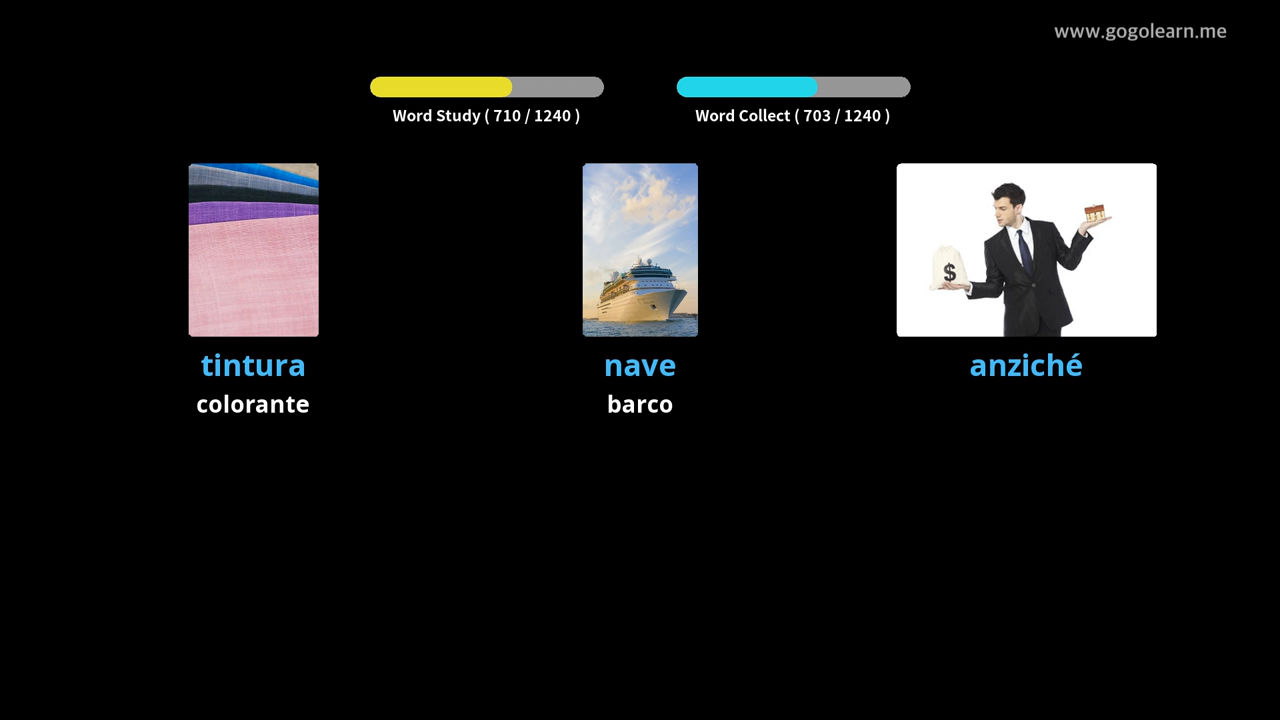 www.gogolearn.me
Word Study ( 710 / 1240 )
Word Collect ( 703 / 1240 )
$
tintura
colorante
nave
barco
anziché